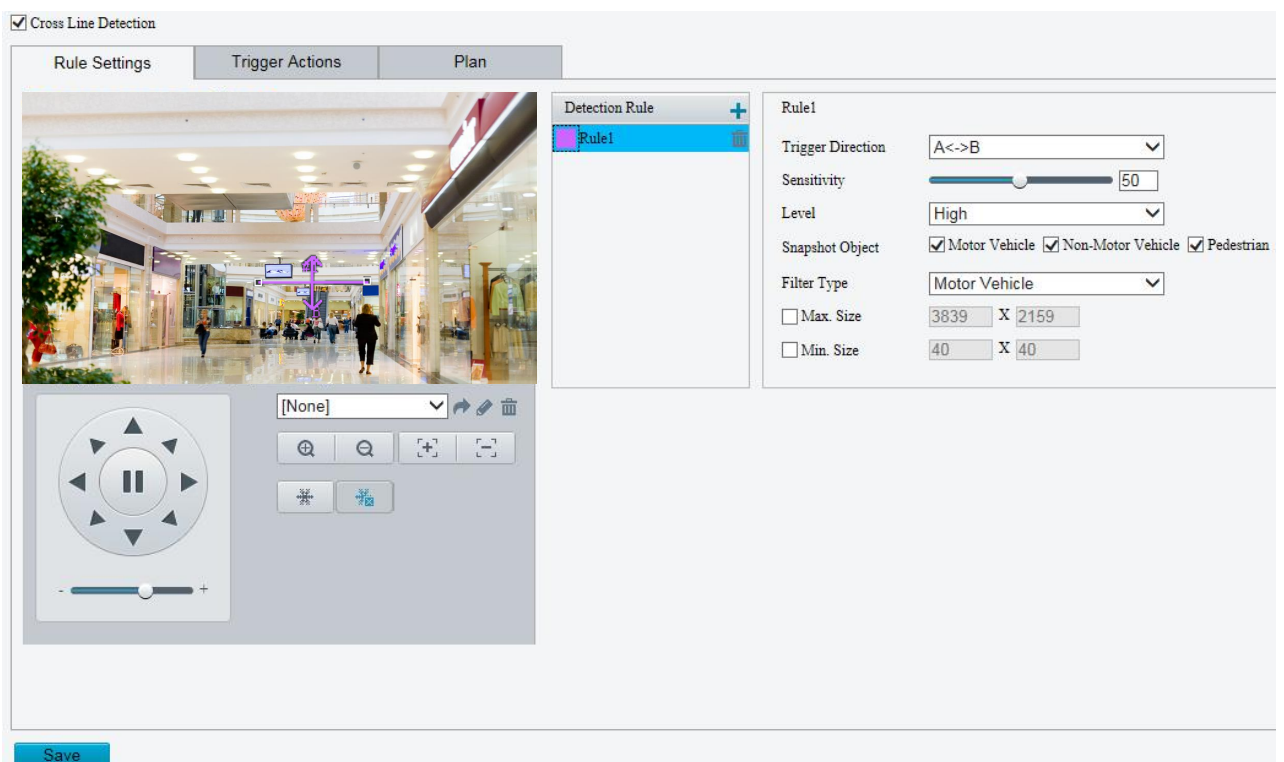 Cross Line Detection
Rule Settings
Trigger Actions
Plan
Detection Rule
Rule1
Rule1
Trigger Direction A<->B
Sensitivity 50
Level High
Snapshot Object Motor Vehicle Non-Motor Vehicle Pedestrian
Filter Type Motor Vehicle
Max. Size 3839 X 2159
Min. Size 40 X 40
[None]
- +
Save